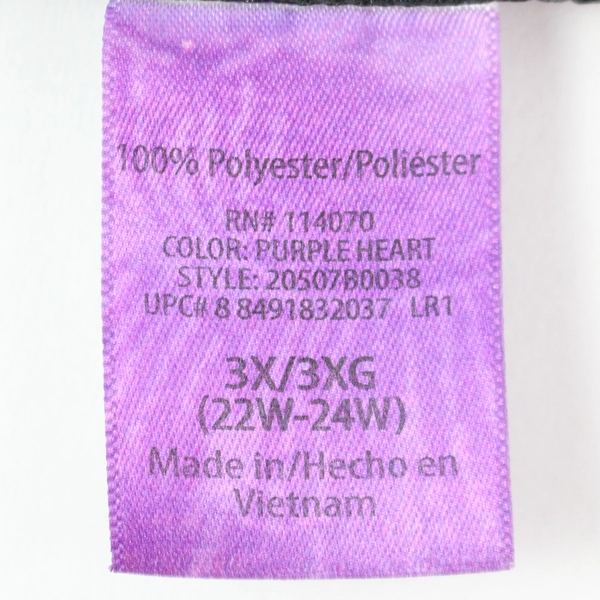 100% Polyester/Poliéster
RN# 114070
COLOR: PURPLE HEART
STYLE: 20507B0038
UPC# 8 8491832037 LR1
3X/3XG
(22W-24W)
Made in/Hecho en
Vietnam